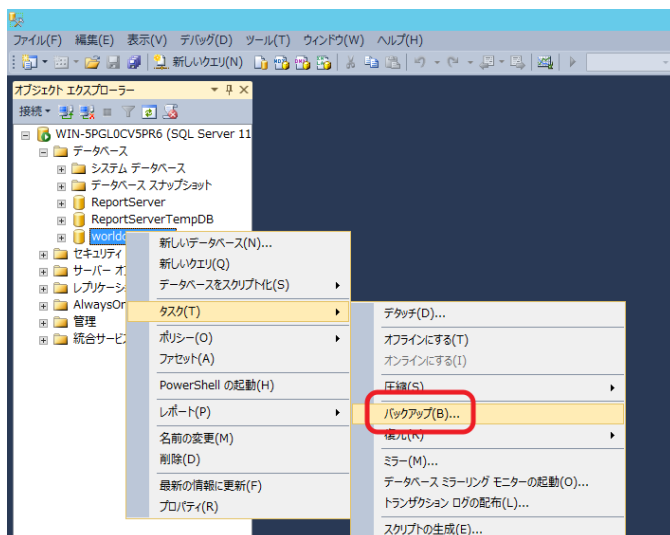 ファイル(F) 編集(E) 表示(V) デバッグ(D) ツール(T) ウィンドウ(W) ヘルプ(H)
新しいクエリ(N)
オブジェクト エクスプローラー
接続
WIN-5PGL0CV5PR6 (SQL Server 11
データベース
システム データベース
データベース スナップショット
ReportServer
ReportServerTempDB
セキュリティ
サーバー
AlwaysOn
管理
統合サービ
新しいデータベース(N)...
新しいクエリ(Q)
データベースをスクリプト化(S)
タスク(T)
ポリシー(O)
ファセット(A)
PowerShell の起動(H)
レポート(P)
名前の変更(M)
削除(D)
最新の情報に更新(F)
プロパティ(R)
デタッチ(D)...
オフラインにする(T)
オンラインにする(I)
圧縮(S)
バックアップ(B)...
復元(R)
ミラー(M)...
データベース ミラーリング モニターの起動(O)...
トランザクション ログの配布(L)...
スクリプトの生成(E)...